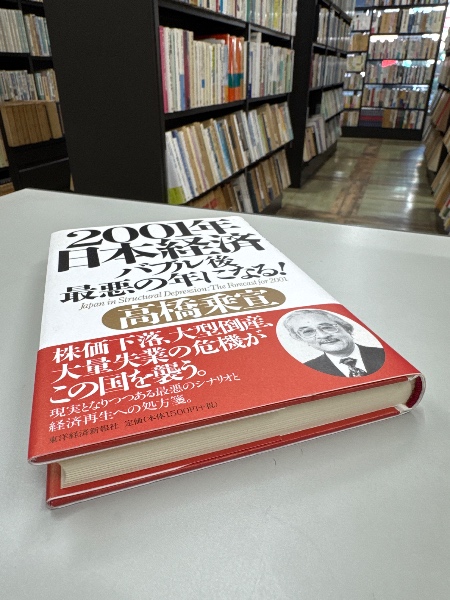 2001年
日本経済
バブル後
最悪の年になる!
Japan in Structural Depression: The Forecast for 2001
高橋乗宣
株価下落、大型倒産、
大量失業の危機が
この国を襲う。
現実となりつつある最悪のシナリオと
経済再生への処方箋。
東洋経済新報社 定価(本体1500円+税)